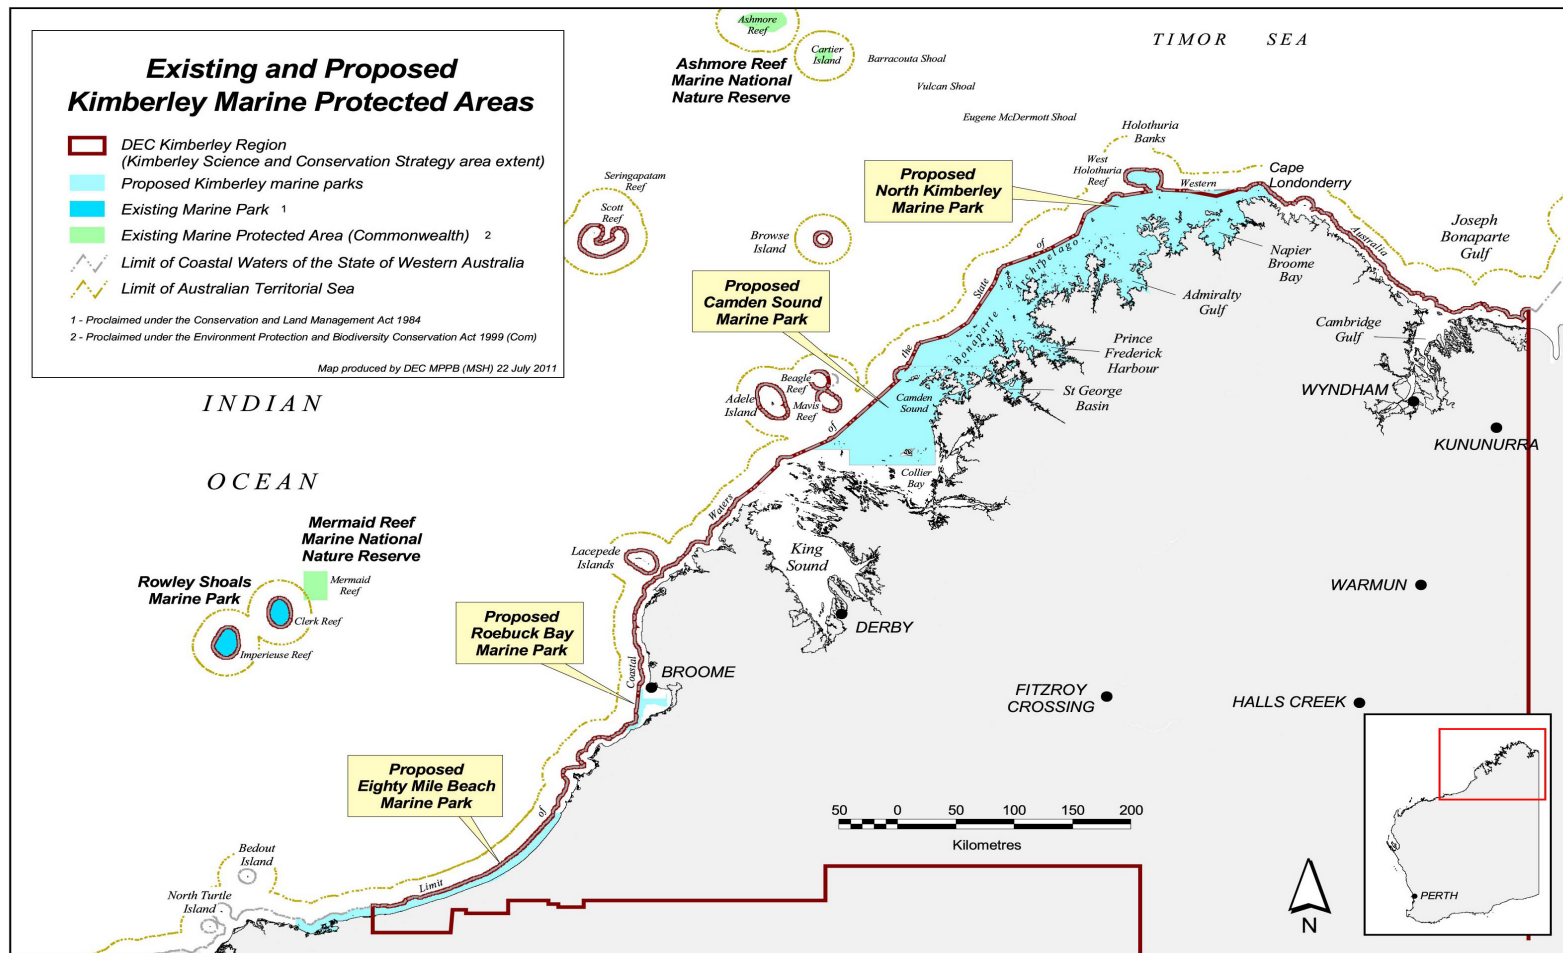 Existing and Proposed
Kimberley Marine Protected Areas
DEC Kimberley Region
(Kimberley Science and Conservation Strategy area extent)
Proposed Kimberley marine parks
Existing Marine Park 1
Existing Marine Protected Area (Commonwealth) 2
Limit of Coastal Waters of the State of Western Australia
Limit of Australian Territorial Sea
1 - Proclaimed under the Conservation and Land Management Act 1984
2 - Proclaimed under the Environment Protection and Biodiversity Conservation Act 1999 (Com)
Map produced by DEC MPPB (MSH) 22 July 2011
Ashmore
Reef
Cartier
Island
Ashmore Reef
Marine National
Nature Reserve
Barracouta Shoal
Vulcan Shoal
Eugene McDermott Shoal
TIMOR SEA
Holothuria
Banks
West
Holothuria
Reef
Cape
Londonderry
Seringapatam
Reef
Scott
Reef
Browse
Island
Proposed
North Kimberley
Marine Park
Proposed
Camden Sound
Marine Park
Joseph
Bonaparte
Gulf
Napier
Broome
Bay
Admiralty
Gulf
Cambridge
Gulf
Prince
Frederick
Harbour
St George
Basin
Bonaparte Archipelago
WYNDHAM
KUNUNURRA
Beagle
Reef
Adele
Island
Mavis
Reef
Camden
Sound
Collier
Bay
INDIAN
OCEAN
Mermaid Reef
Marine National
Nature Reserve
Mermaid
Reef
Rowley Shoals
Marine Park
Clerk Reef
Imperieuse Reef
Lacepede
Islands
King
Sound
DERBY
WARMUN
Proposed
Roebuck Bay
Marine Park
BROOME
FITZROY
CROSSING
HALLS CREEK
Proposed
Eighty Mile Beach
Marine Park
Limit of Coastal Waters of the State of Western Australia
Bedout
Island
North Turtle
Island
50 0 50 100 150 200
Kilometres
N
PERTH